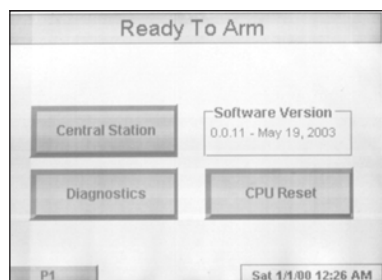 Ready To Arm
Central Station
Software Version
0.0.11 - May 19, 2003
Diagnostics
CPU Reset
P1
Sat 1/1/00 12:26 AM